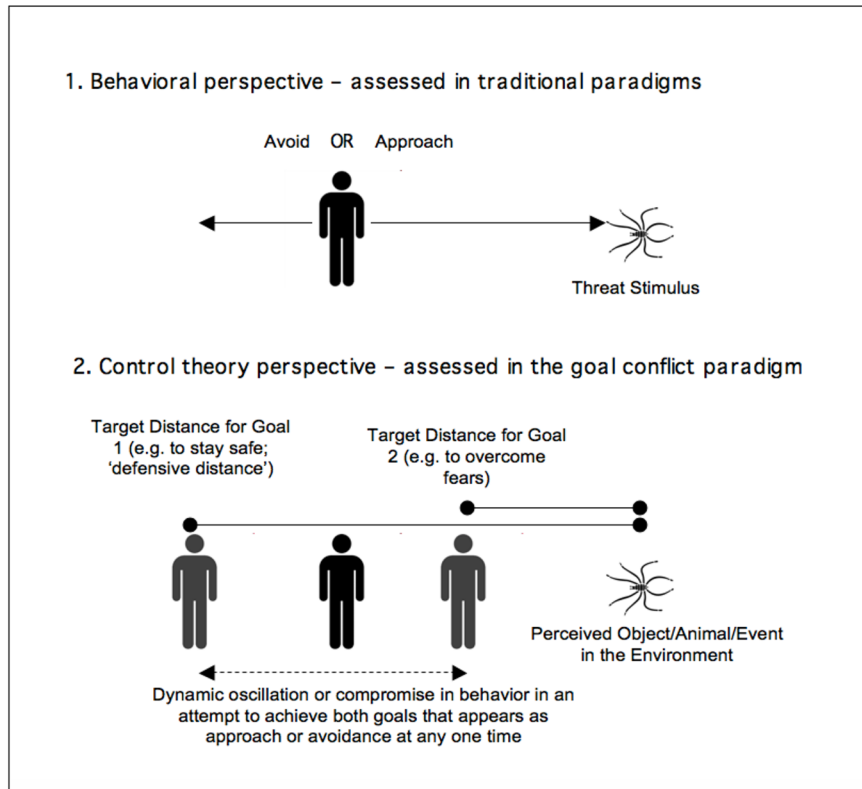 1. Behavioral perspective – assessed in traditional paradigms
Avoid OR Approach
Threat Stimulus
2. Control theory perspective – assessed in the goal conflict paradigm
Target Distance for Goal
1 (e.g. to stay safe;
‘defensive distance’)
Target Distance for Goal
2 (e.g. to overcome
fears)
Perceived Object/Animal/Event
in the Environment
Dynamic oscillation or compromise in behavior in an
attempt to achieve both goals that appears as
approach or avoidance at any one time